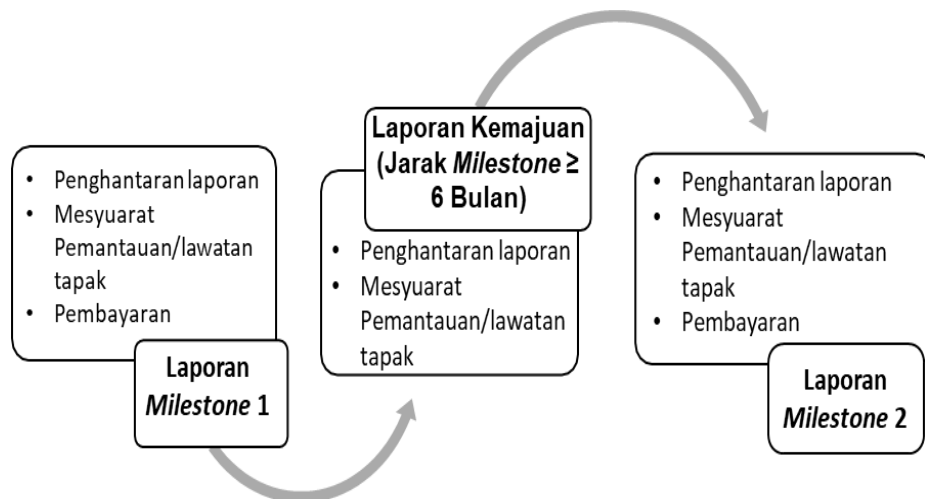 • Penghantaran laporan
• Mesyuarat
Pemantauan/lawatan
tapak
• Pembayaran
Laporan
Milestone 1
Laporan Kemajuan
(Jarak Milestone ≥
6 Bulan)
• Penghantaran laporan
• Mesyuarat
Pemantauan/lawatan
tapak
• Penghantaran laporan
• Mesyuarat
Pemantauan/lawatan
tapak
• Pembayaran
Laporan
Milestone 2